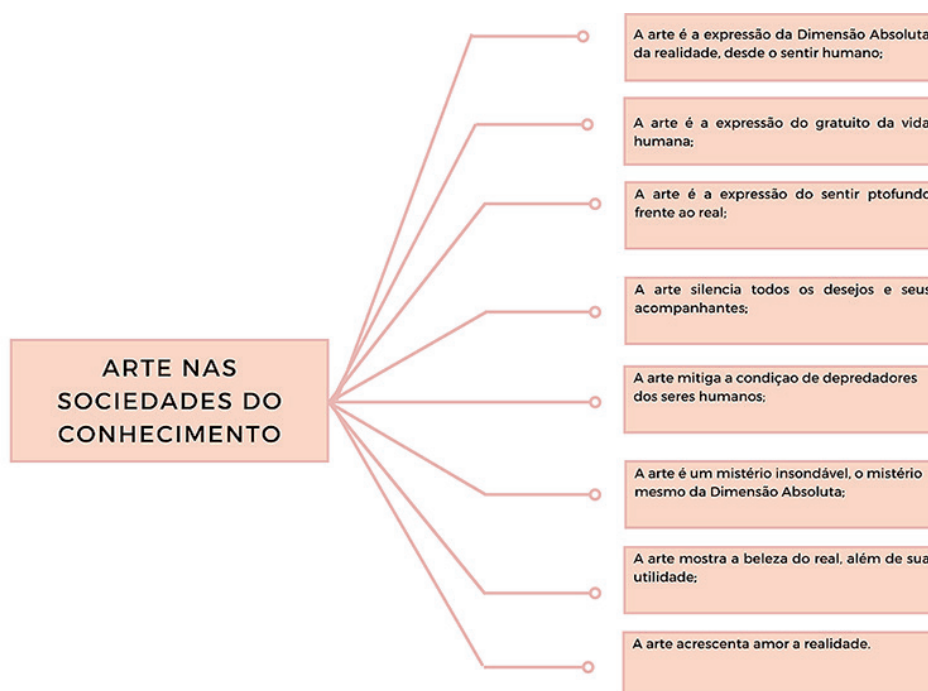 A arte é a expressão da Dimensão Absoluta
da realidade, desde o sentir humano;
A arte é a expressão do gratuito da vida
humana;
A arte é a expressão do sentir ptofundo
frente ao real;
A arte silencia todos os desejos e seus
acompanhantes;
ARTE NAS
SOCIEDADES DO
CONHECIMENTO
A arte mitiga a condiçao de depredadores
dos seres humanos;
A arte é um mistério insondável, o mistério
mesmo da Dimensão Absoluta;
A arte mostra a beleza do real, além de sua
utilidade;
A arte acrescenta amor a realidade.